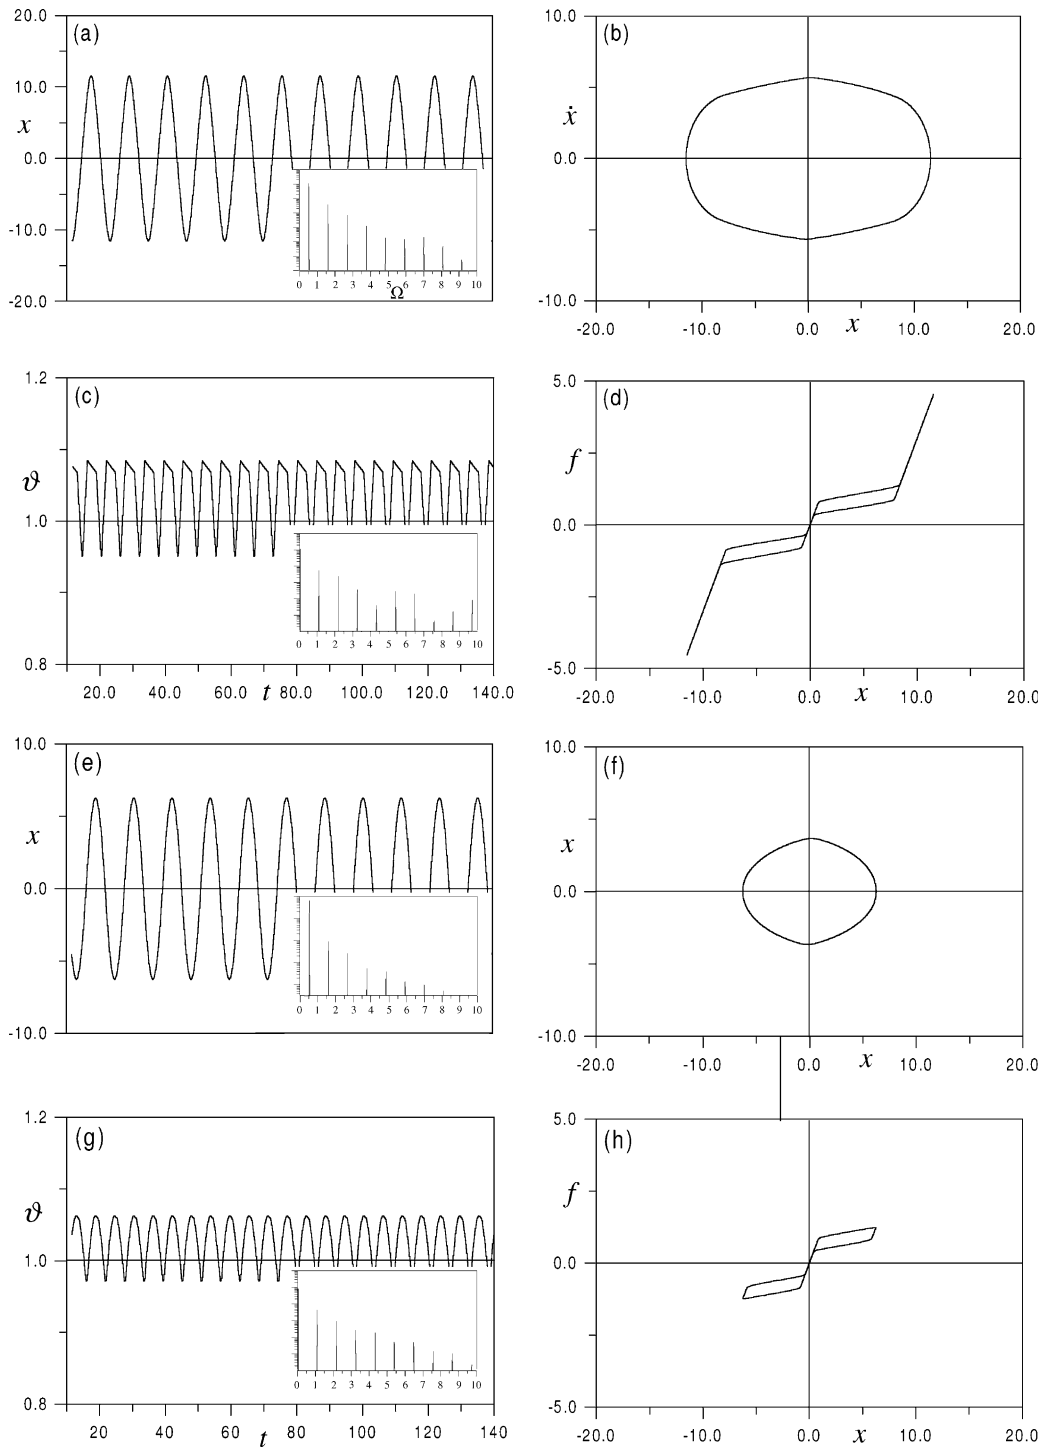 20.0
(a)
10.0
x
0.0
-10.0
-20.0
0 1 2 3 4 5 6 7 8 9 10
Ω
10.0
(b)
ẋ
0.0
-10.0
-20.0 -10.0 0.0 10.0 20.0
x
1.2
(c)
ϑ
1.0
0.8
0 1 2 3 4 5 6 7 8 9 10
20.0 40.0 60.0 t 80.0 100.0 120.0 140.0
5.0
(d)
f
0.0
-5.0
-20.0 -10.0 0.0 x 10.0 20.0
10.0
(e)
x
0.0
-10.0
0 1 2 3 4 5 6 7 8 9 10
10.0
(f)
x
0.0
-10.0
-20.0 -10.0 0.0 x 10.0 20.0
1.2
(g)
ϑ
1.0
0.8
0 1 2 3 4 5 6 7 8 9 10
20 40 60 t 80 100 120 140
5.0
(h)
f
0.0
-5.0
-20.0 -10.0 0.0 x 10.0 20.0